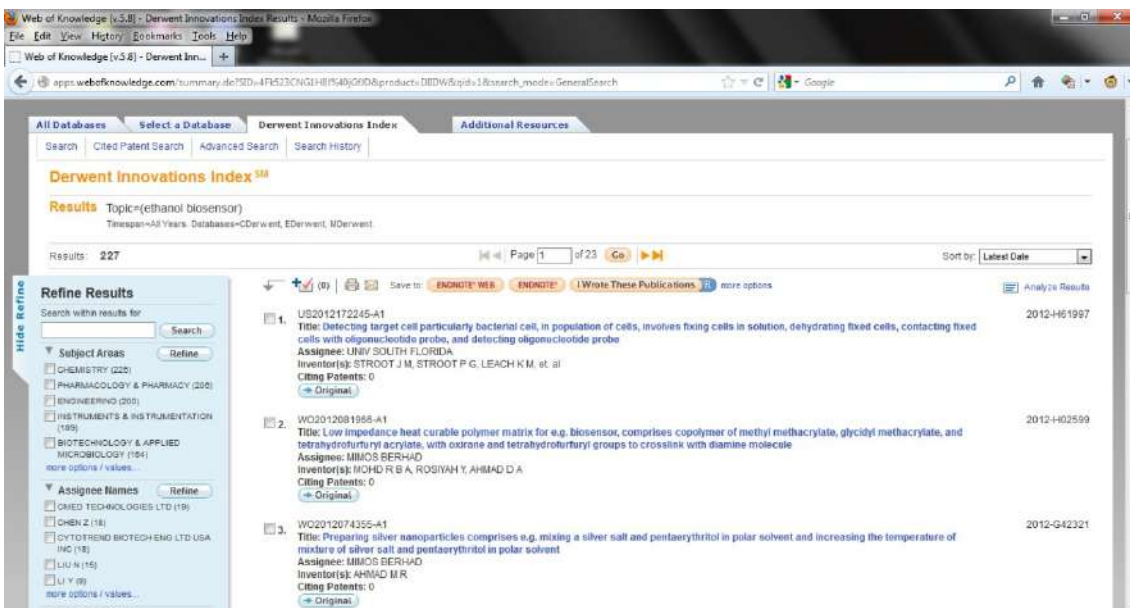 Web of Knowledge [v.5.8] - Derwent Innovations Index Results - Mozilla Firefox
File Edit View History Bookmarks Tools Help
Web of Knowledge [v.5.8] - Derwent Inn...
apps.webofknowledge.com/summary.do?
Google
All Databases Select a Database Derwent Innovations Index Additional Resources
Search Cited Patent Search Advanced Search Search History
Derwent Innovations Index SM
Results Topic=(ethanol biosensor)
Timespan=All Years. Databases=CDerwent, EDerwent, MDerwent.
Results: 227 Page 1 of 23 Go Sort by: Latest Date
Hide Refine
Refine Results
Search within results for
Search
Subject Areas Refine
CHEMISTRY (226)
PHARMACOLOGY & PHARMACY (206)
ENGINEERING (200)
INSTRUMENTS & INSTRUMENTATION
(189)
BIOTECHNOLOGY & APPLIED
MICROBIOLOGY (164)
more options / values...
Assignee Names Refine
TECHNOLOGIES LTD (19)
CHEN Z (18)
CYTOTREND BIOTECH ENG LTD USA
INC (18)
LIU N (15)
LI Y (9)
more options / values...
(0) Save to: ENDNOTE WEB ENDNOTE I Wrote These Publications R more options Analyze Results
1. US2012172245-A1 2012-H61997
Title: Detecting target cell particularly bacterial cell, in population of cells, involves fixing cells in solution, dehydrating fixed cells, contacting fixed
cells with oligonucleotide probe, and detecting oligonucleotide probe
Assignee: UNIV SOUTH FLORIDA
Inventor(s): STROOT J M, STROOT P G, LEACH K M, et. al
Citing Patents: 0
Original
2. WO2012081966-A1 2012-H02599
Title: Low impedance heat curable polymer matrix for e.g. biosensor, comprises copolymer of methyl methacrylate, glycidyl methacrylate, and
tetrahydrofurfuryl acrylate, with oxirane and tetrahydrofurfuryl groups to crosslink with diamine molecule
Assignee: MIMOS BERHAD
Inventor(s): MOHD R B A, ROSIYAH Y, AHMAD D A
Citing Patents: 0
Original
3. WO2012074355-A1 2012-G42321
Title: Preparing silver nanoparticles comprises e.g. mixing a silver salt and pentaerythritol in polar solvent and increasing the temperature of
mixture of silver salt and pentaerythritol in polar solvent
Assignee: MIMOS BERHAD
Inventor(s): AHMAD M R
Citing Patents: 0
Original